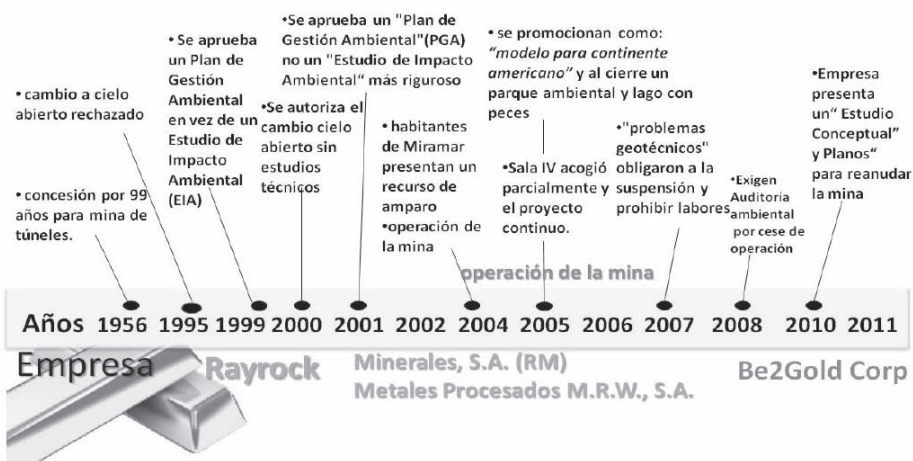 •cambio a cielo
abierto rechazado
•concesión por 99
años para mina de
túneles.
• Se aprueba
un Plan de
Gestión
Ambiental
en vez de un
Estudio de
Impacto
Ambiental
(EIA)
•Se autoriza el
cambio cielo
abierto sin
estudios
técnicos
•Se aprueba un "Plan de
Gestión Ambiental"(PGA)
no un "Estudio de Impacto
Ambiental“ más riguroso
• habitantes
de Miramar
presentan un
recurso de
amparo
•operación de
la mina
• se promocionan como:
“modelo para continente
americano” y al cierre un
parque ambiental y lago con
peces
•Sala IV acogió
parcialmente y
el proyecto
continuo.
•"problemas
geotécnicos"
obligaron a la
suspensión y
prohibir labores
•Exigen
Auditoría
ambiental
por cese de
operación
•Empresa
presenta
un“ Estudio
Conceptual”
y Planos“
para reanudar
la mina
operación de la mina
Años 1956 1995 1999 2000 2001 2002 2004 2005 2006 2007 2008 2010 2011
Empresa
Rayrock
Minerales, S.A. (RM)
Metales Procesados M.R.W., S.A.
Be2Gold Corp